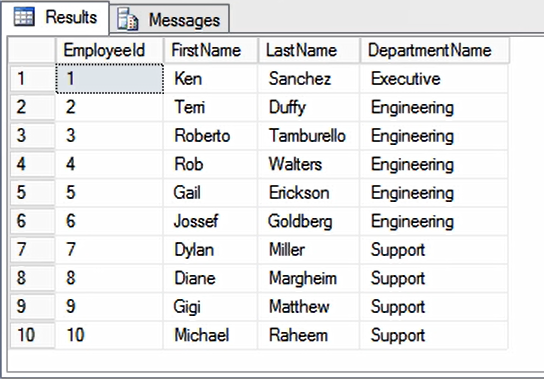 Results Messages
EmployeeId FirstName LastName DepartmentName
1 1 Ken Sanchez Executive
2 2 Terri Duffy Engineering
3 3 Roberto Tamburello Engineering
4 4 Rob Walters Engineering
5 5 Gail Erickson Engineering
6 6 Jossef Goldberg Engineering
7 7 Dylan Miller Support
8 8 Diane Margheim Support
9 9 Gigi Matthew Support
10 10 Michael Raheem Support